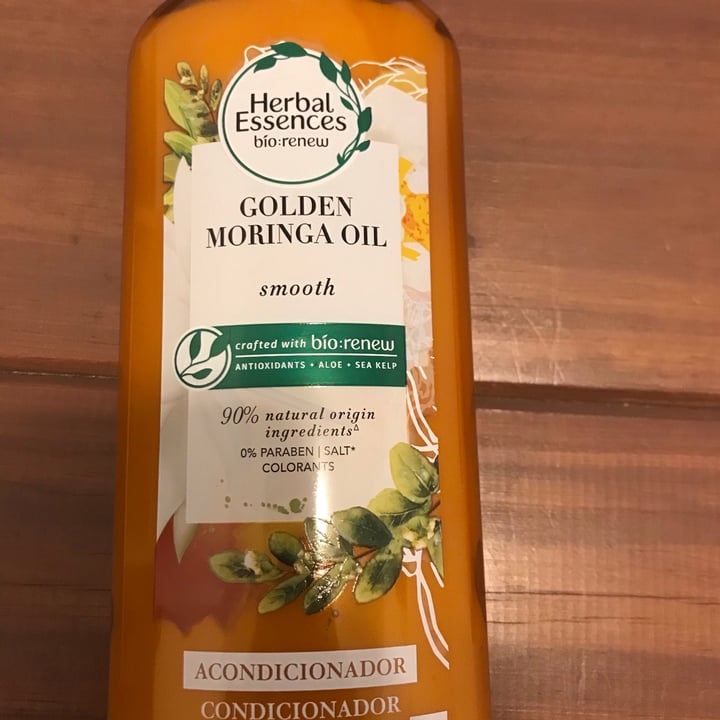 Herbal
Essences
bío:renew
GOLDEN
MORINGA OIL
smooth
crafted with bío:renew
ANTIOXIDANTS • ALOE • SEA KELP
90% natural origin
ingredients∆
0% PARABEN | SALT*
COLORANTS
ACONDICIONADOR
CONDICIONADOR